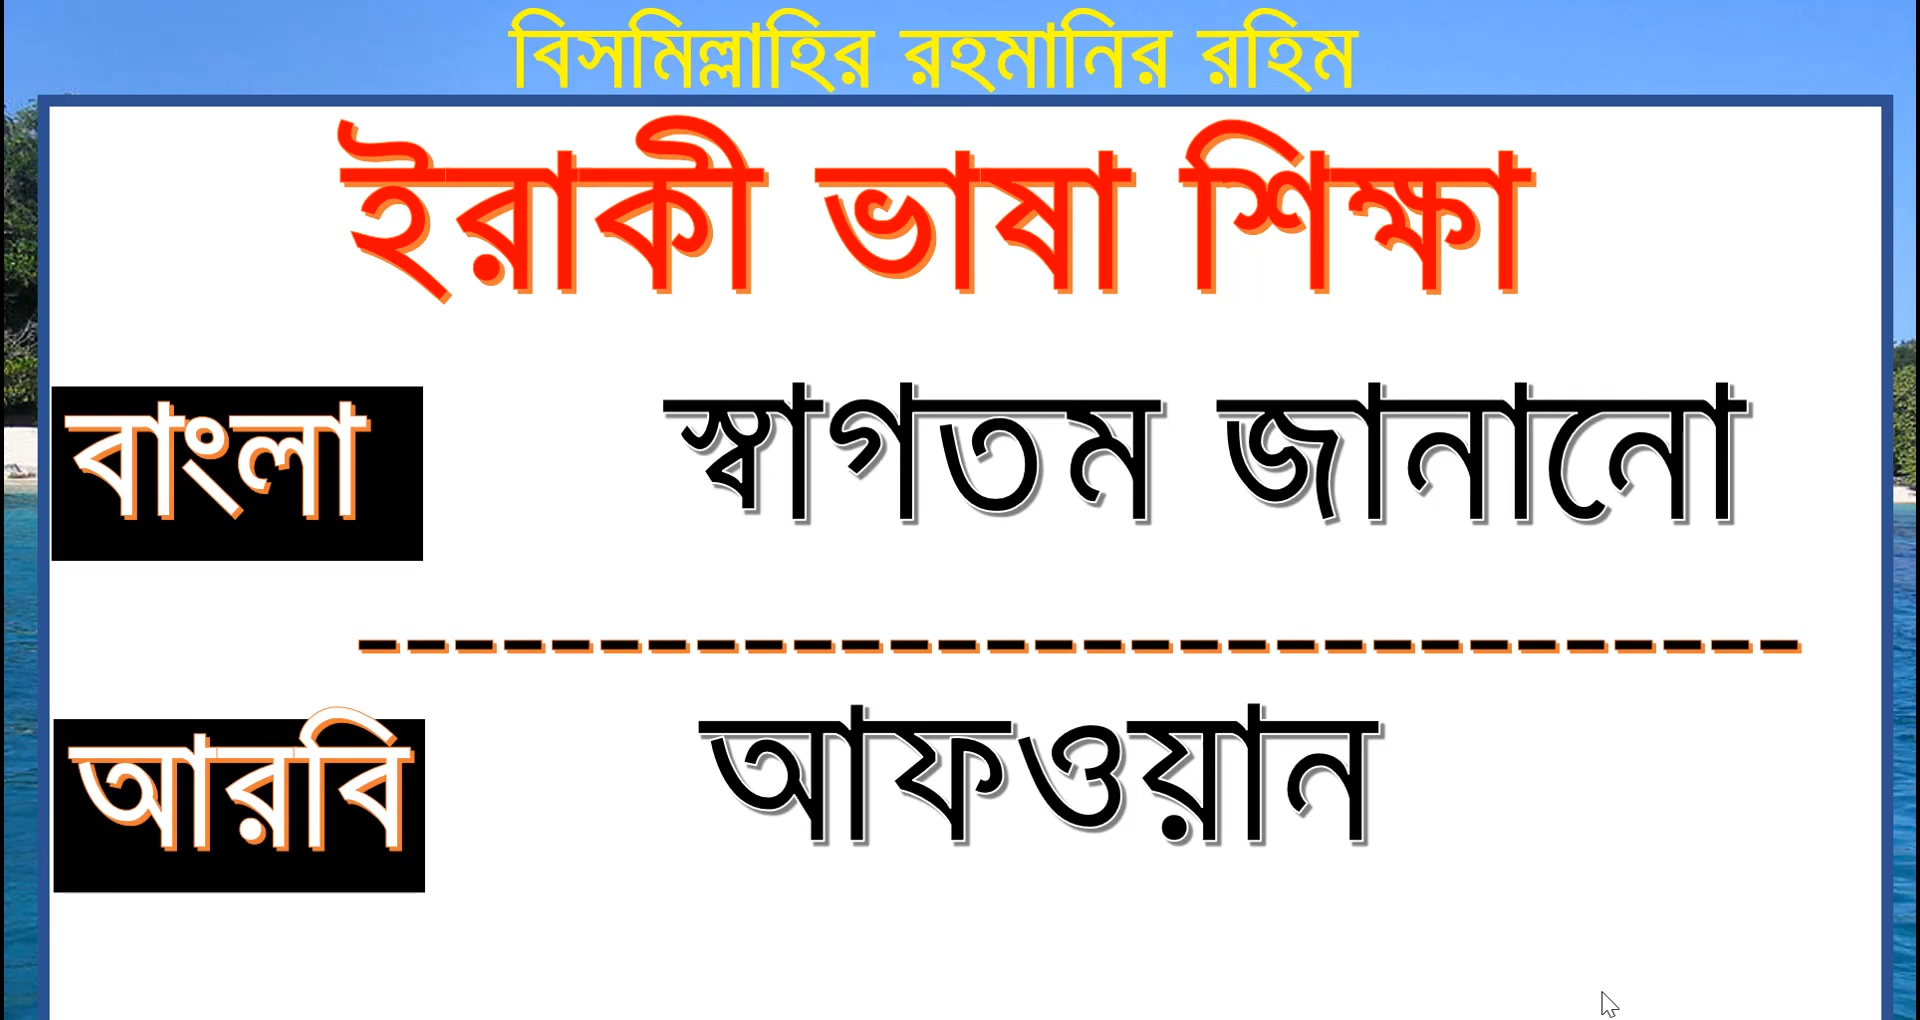 বিসমিল্লাহির রহমানির রহিম
ইরাকী ভাষা শিক্ষা
বাংলা স্বাগতম জানানো
------------------------------
আরবি আফওয়ান